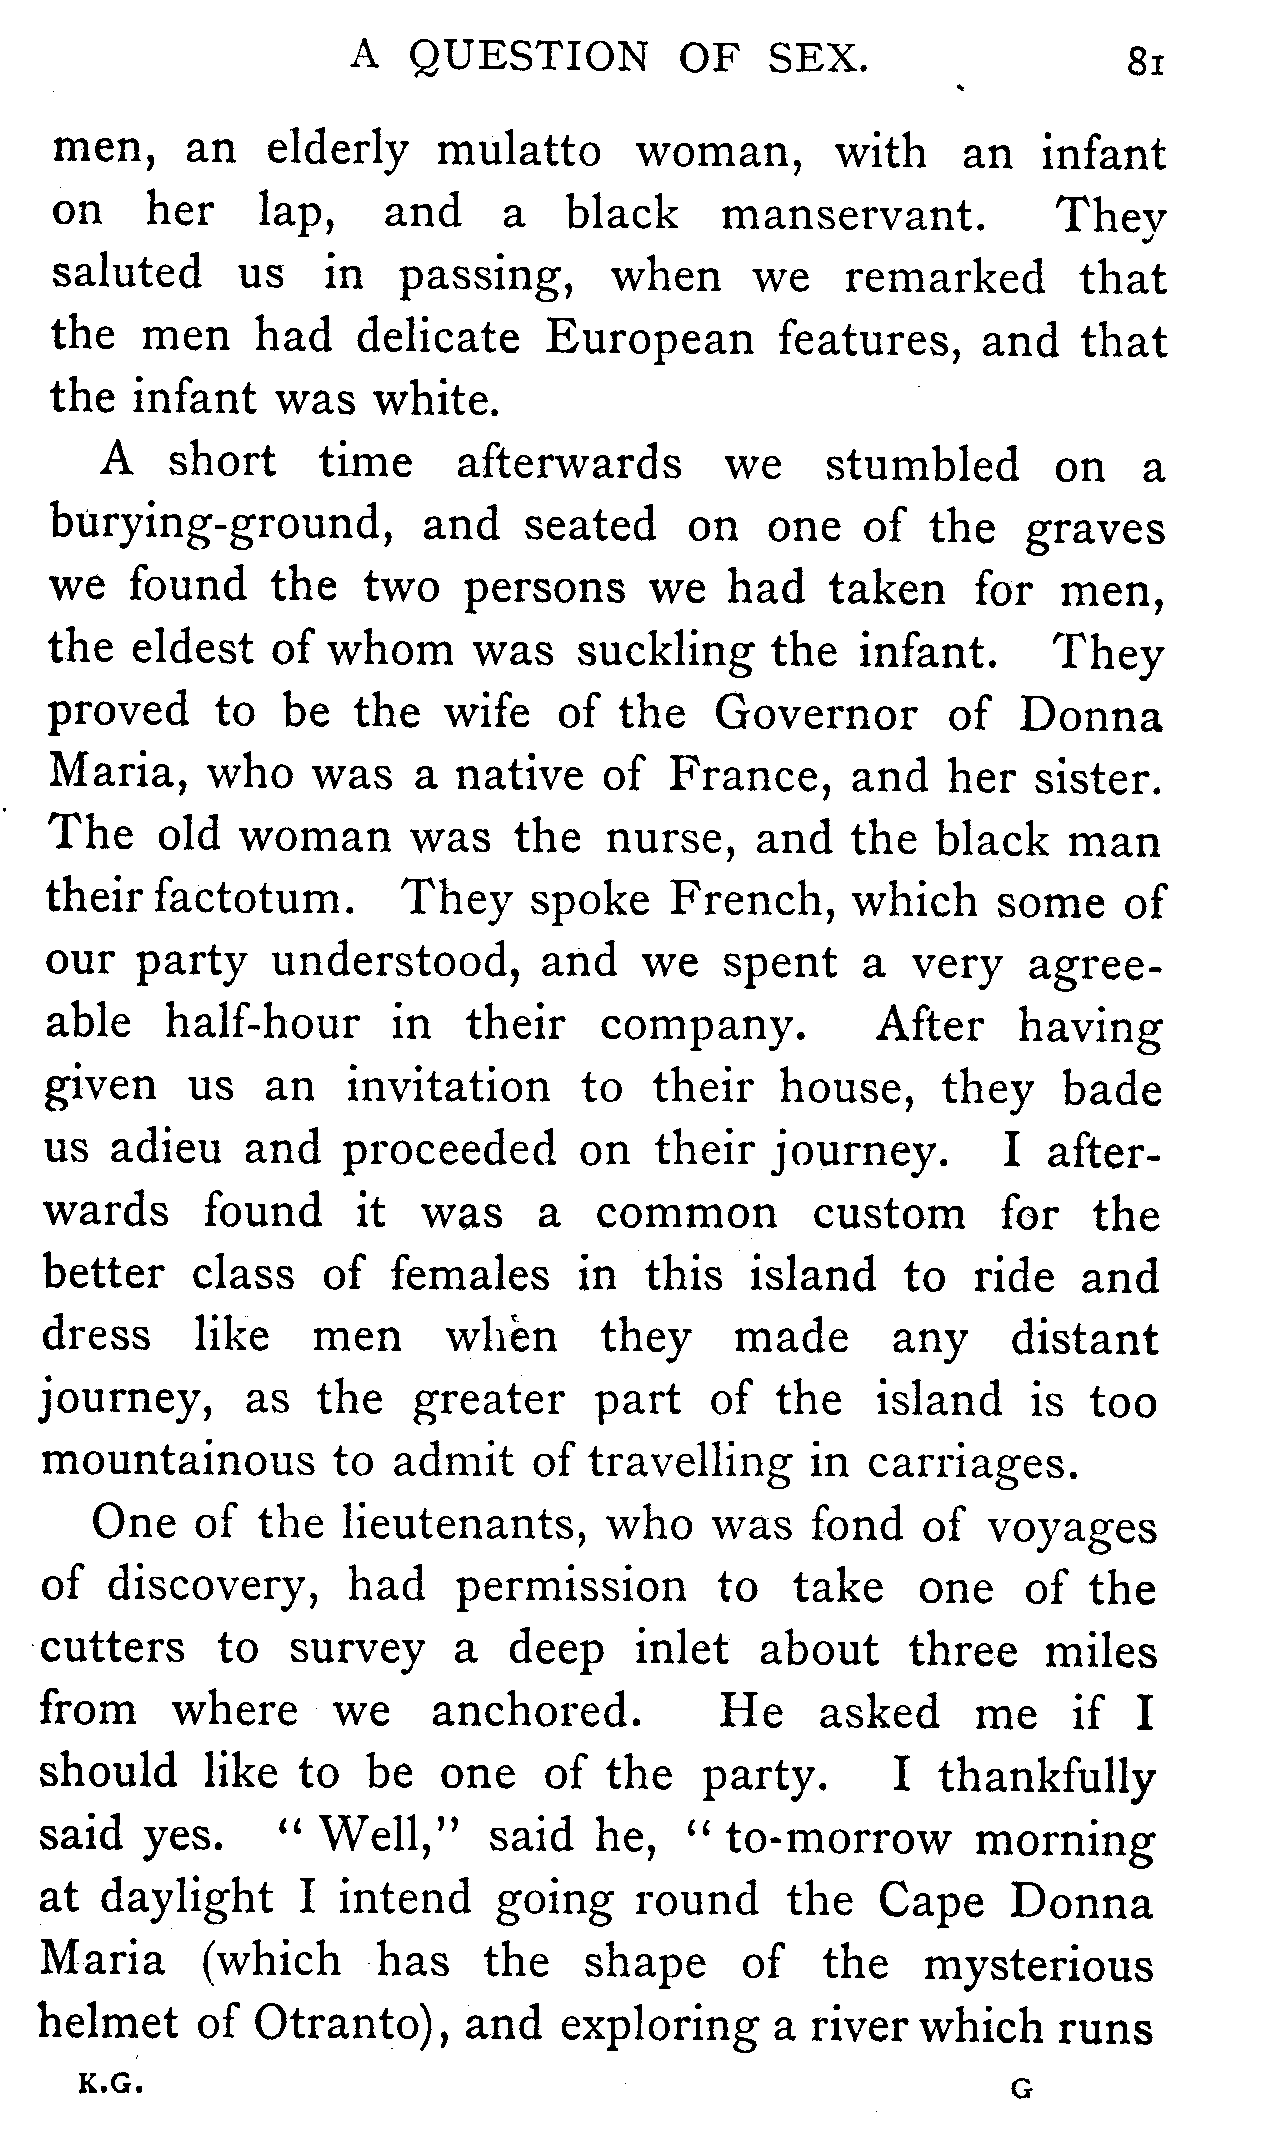 A QUESTION OF SEX. 81
men, an elderly mulatto woman, with an infant
on her lap, and a black manservant. They
saluted us in passing, when we remarked that
the men had delicate European features, and that
the infant was white.
A short time afterwards we stumbled on a
burying-ground, and seated on one of the graves
we found the two persons we had taken for men,
the eldest of whom was suckling the infant. They
proved to be the wife of the Governor of Donna
Maria, who was a native of France, and her sister.
The old woman was the nurse, and the black man
their factotum. They spoke French, which some of
our party understood, and we spent a very agree-
able half-hour in their company. After having
given us an invitation to their house, they bade
us adieu and proceeded on their journey. I after-
wards found it was a common custom for the
better class of females in this island to ride and
dress like men when they made any distant
journey, as the greater part of the island is too
mountainous to admit of travelling in carriages.
One of the lieutenants, who was fond of voyages
of discovery, had permission to take one of the
cutters to survey a deep inlet about three miles
from where we anchored. He asked me if I
should like to be one of the party. I thankfully
said yes. “ Well,” said he, “ to-morrow morning
at daylight I intend going round the Cape Donna
Maria (which has the shape of the mysterious
helmet of Otranto), and exploring a river which runs
K.G. G